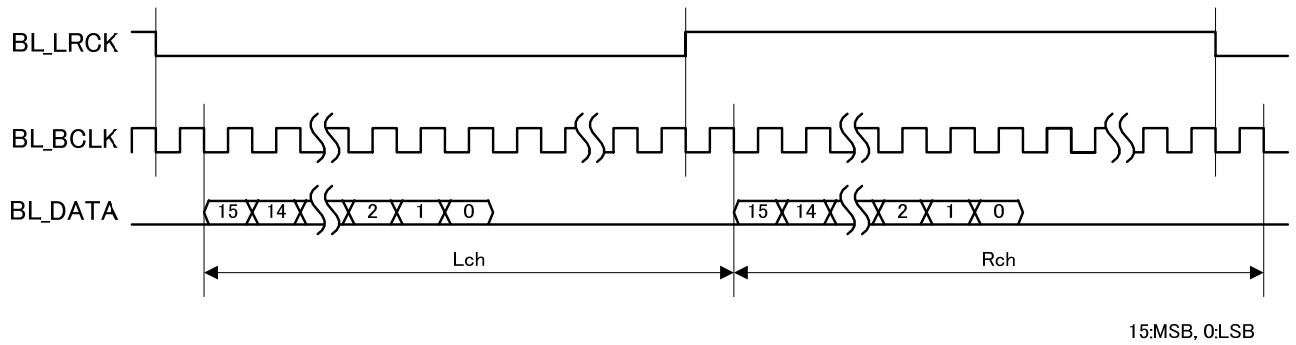 BL_LRCK
BL_BCLK
BL_DATA 15 14 2 1 0 15 14 2 1 0
Lch Rch
15:MSB, 0:LSB